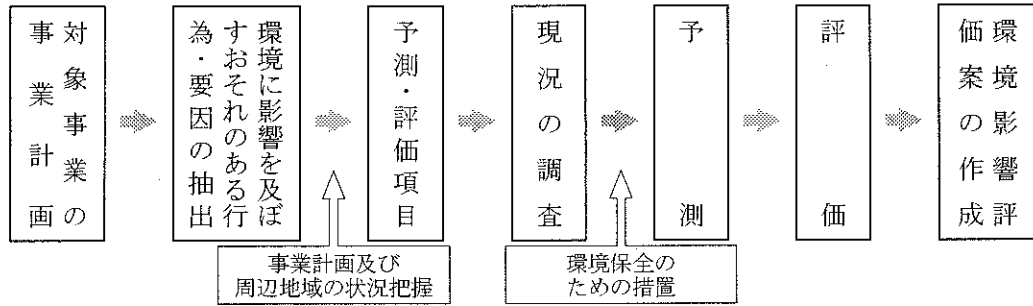 対象事業の
事業計画
環境に影響を及ぼ
すおそれのある行
為・要因の抽出
予測・評価項目
現況の調査
予測
評価
環境影響評
価案の作成
事業計画及び
周辺地域の状況把握
環境保全の
ための措置